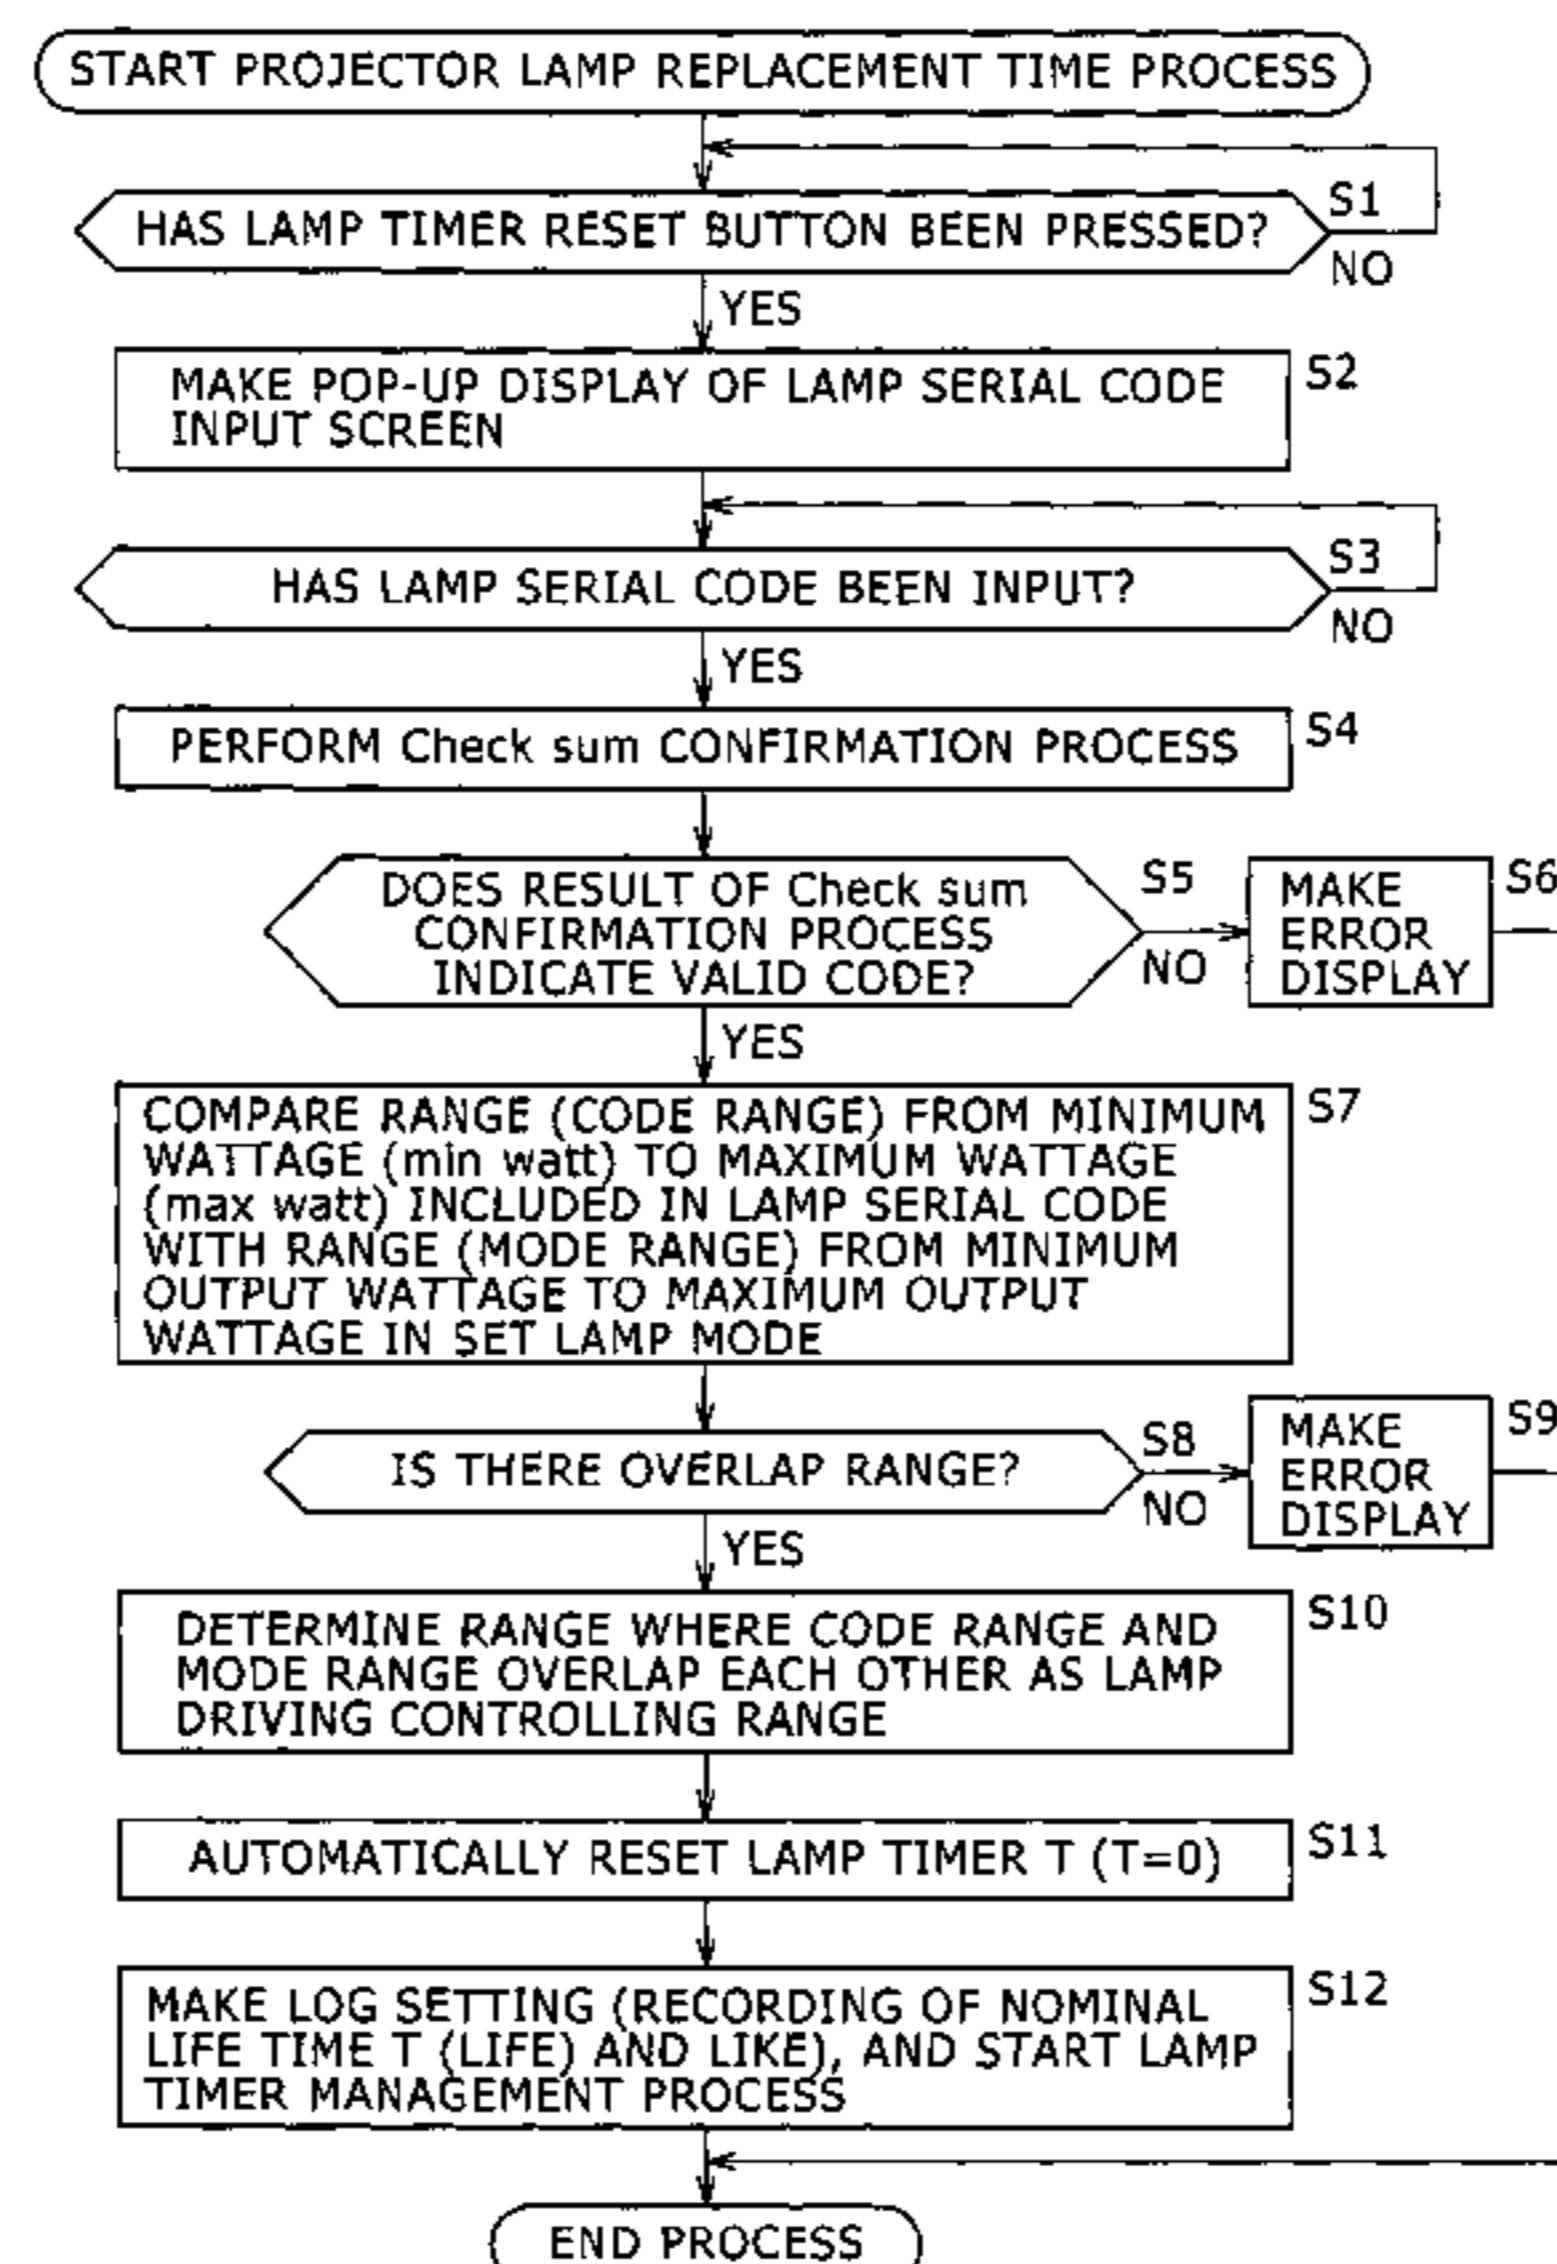 START PROJECTOR LAMP REPLACEMENT TIME PROCESS
HAS LAMP TIMER RESET BUTTON BEEN PRESSED?
S1
NO
YES
MAKE POP-UP DISPLAY OF LAMP SERIAL CODE
INPUT SCREEN
S2
HAS LAMP SERIAL CODE BEEN INPUT?
S3
NO
YES
PERFORM Check sum CONFIRMATION PROCESS
S4
DOES RESULT OF Check sum
CONFIRMATION PROCESS
INDICATE VALID CODE?
S5
NO
MAKE
ERROR
DISPLAY
S6
YES
COMPARE RANGE (CODE RANGE) FROM MINIMUM
WATTAGE (min watt) TO MAXIMUM WATTAGE
(max watt) INCLUDED IN LAMP SERIAL CODE
WITH RANGE (MODE RANGE) FROM MINIMUM
OUTPUT WATTAGE TO MAXIMUM OUTPUT
WATTAGE IN SET LAMP MODE
S7
IS THERE OVERLAP RANGE?
S8
NO
MAKE
ERROR
DISPLAY
S9
YES
DETERMINE RANGE WHERE CODE RANGE AND
MODE RANGE OVERLAP EACH OTHER AS LAMP
DRIVING CONTROLLING RANGE
S10
AUTOMATICALLY RESET LAMP TIMER T (T=0)
S11
MAKE LOG SETTING (RECORDING OF NOMINAL
LIFE TIME T (LIFE) AND LIKE), AND START LAMP
TIMER MANAGEMENT PROCESS
S12
END PROCESS